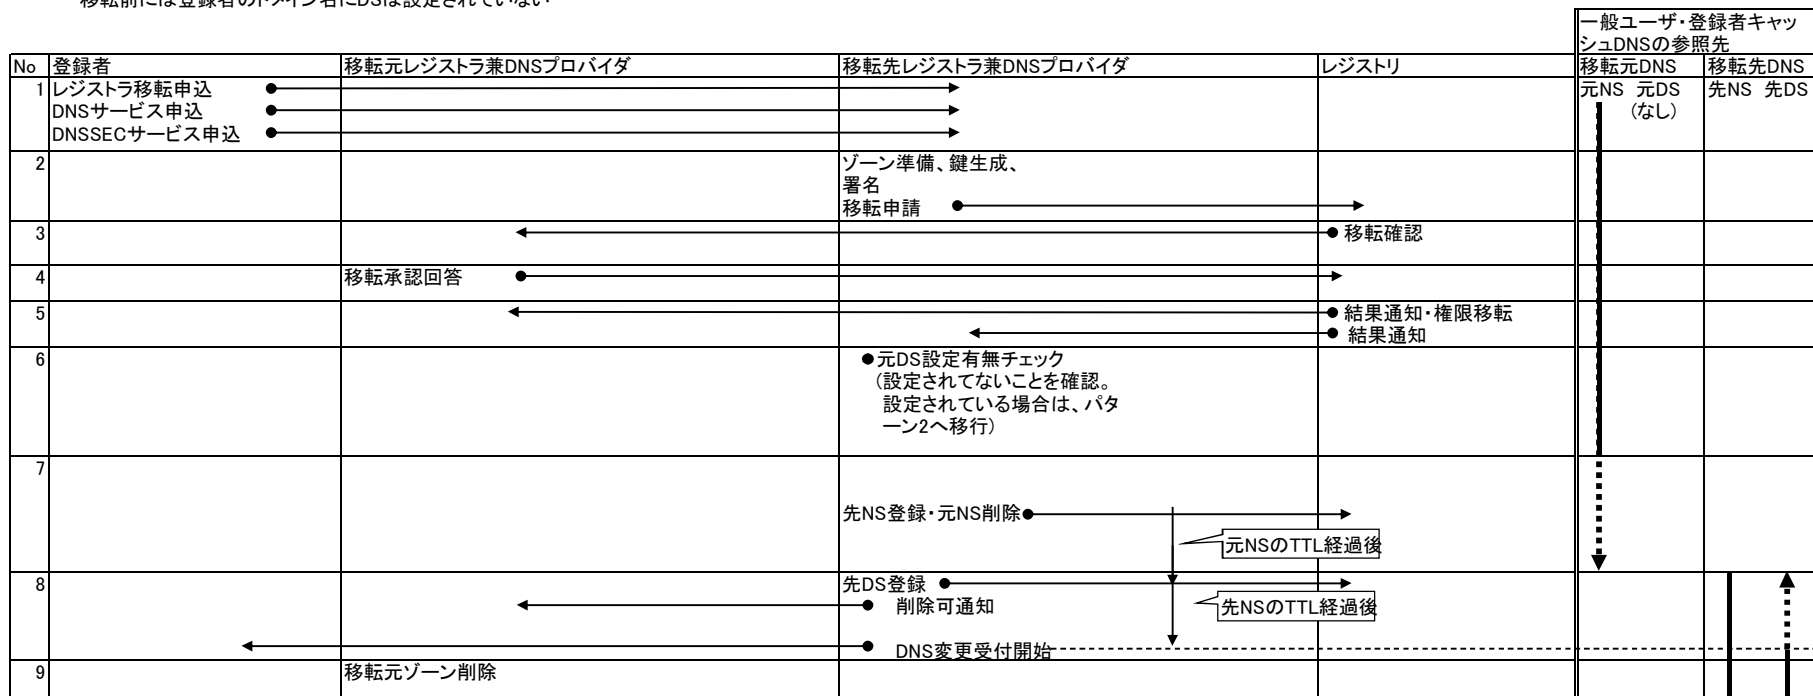 移転前には登録者のドメイン名にDSは設定されていない
一般ユーザ・登録者キャッ
シュDNSの参照先
No 登録者 移転元レジストラ兼DNSプロバイダ 移転先レジストラ兼DNSプロバイダ レジストリ 移転元DNS 移転先DNS
1 レジストラ移転申込 元NS 元DS 先NS 先DS
DNSサービス申込 (なし)
DNSSECサービス申込
2 ゾーン準備、鍵生成、
署名
移転申請
3 移転確認
4 移転承認回答
5 結果通知・権限移転
結果通知
6 元DS設定有無チェック
(設定されてないことを確認。
設定されている場合は、パタ
ーン2へ移行)
7
先NS登録・元NS削除
元NSのTTL経過後
8 先DS登録
削除可通知 先NSのTTL経過後
DNS変更受付開始
9 移転元ゾーン削除